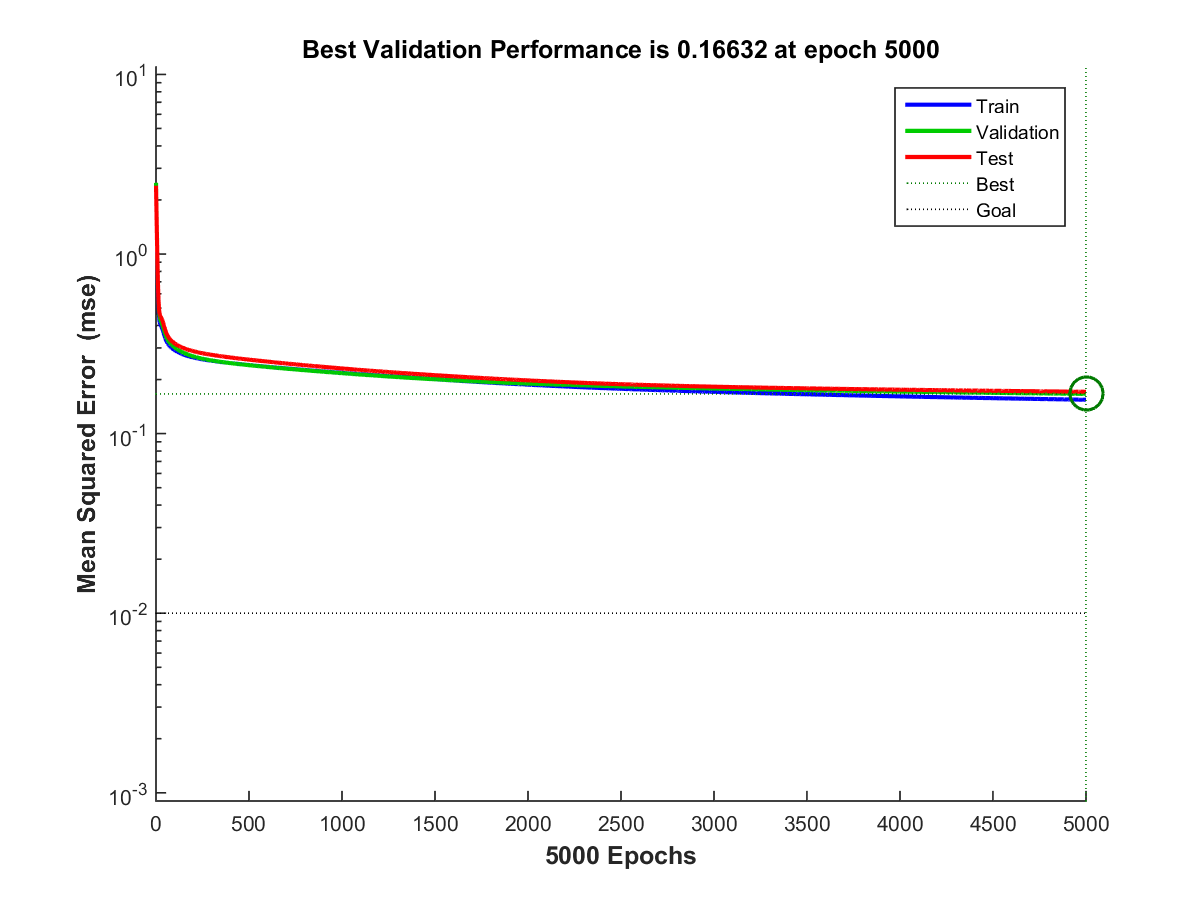 Best Validation Performance is 0.16632 at epoch 5000
Mean Squared Error (mse)
10^1
10^0
10^-1
10^-2
10^-3
Train
Validation
Test
Best
Goal
0 500 1000 1500 2000 2500 3000 3500 4000 4500 5000
5000 Epochs